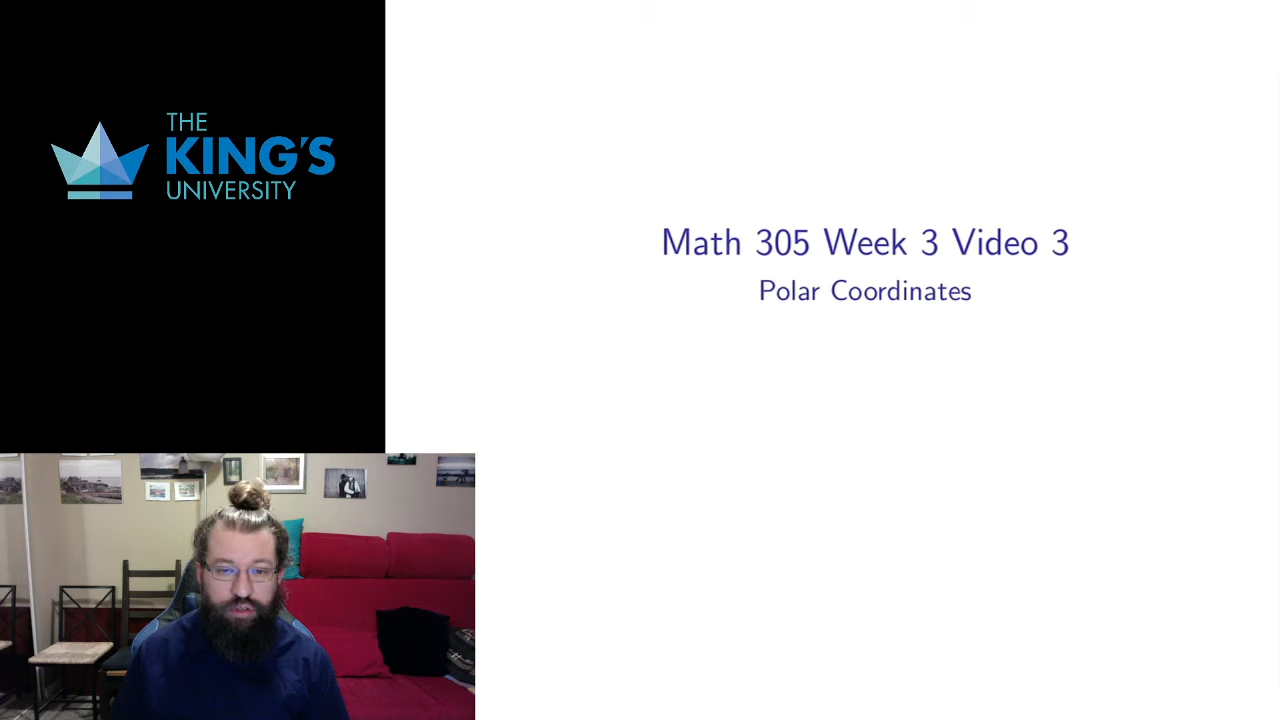 THE
KING'S
UNIVERSITY
Math 305 Week 3 Video 3
Polar Coordinates